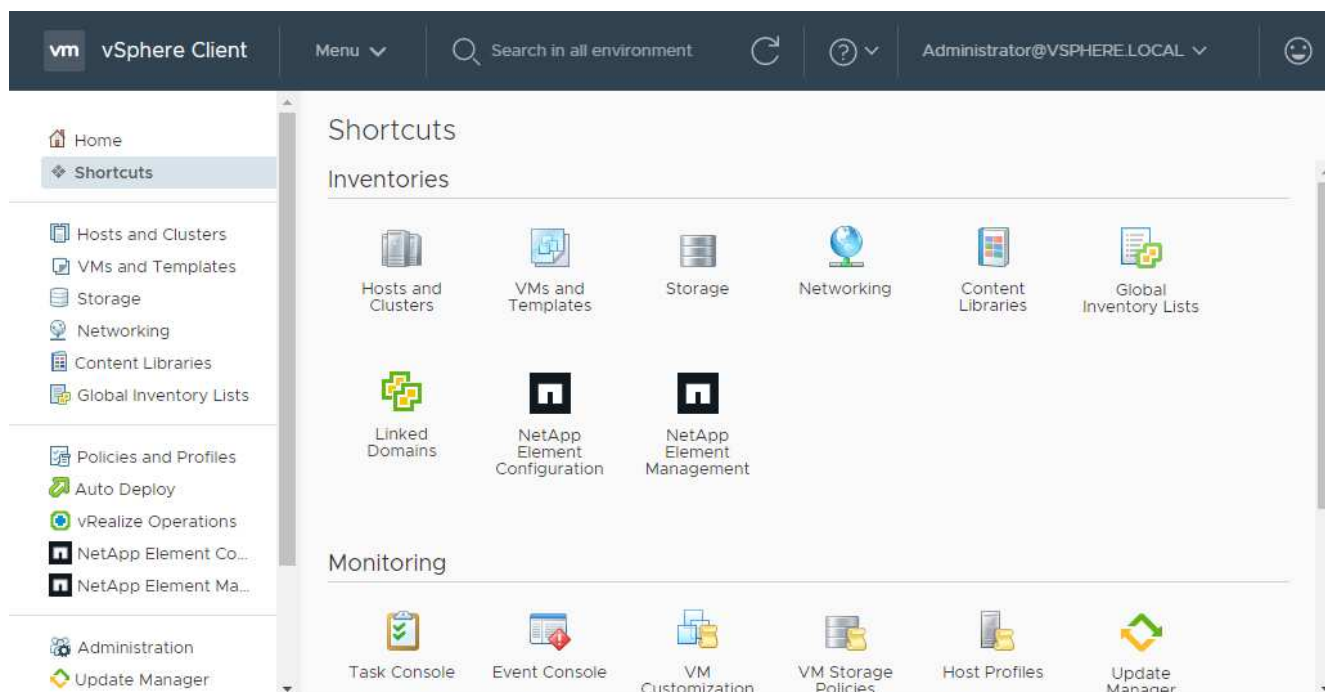 vm vSphere Client Menu Search in all environment Administrator@VSPHERE.LOCAL
Home
Shortcuts
Hosts and Clusters
VMs and Templates
Storage
Networking
Content Libraries
Global Inventory Lists
Policies and Profiles
Auto Deploy
vRealize Operations
NetApp Element Co...
NetApp Element Ma...
Administration
Update Manager
Shortcuts
Inventories
Hosts and
Clusters
VMs and
Templates
Storage
Networking
Content
Libraries
Global
Inventory Lists
Linked
Domains
NetApp
Element
Configuration
NetApp
Element
Management
Monitoring
Task Console
Event Console
VM
Customization
VM Storage
Policies
Host Profiles
Update
Manager